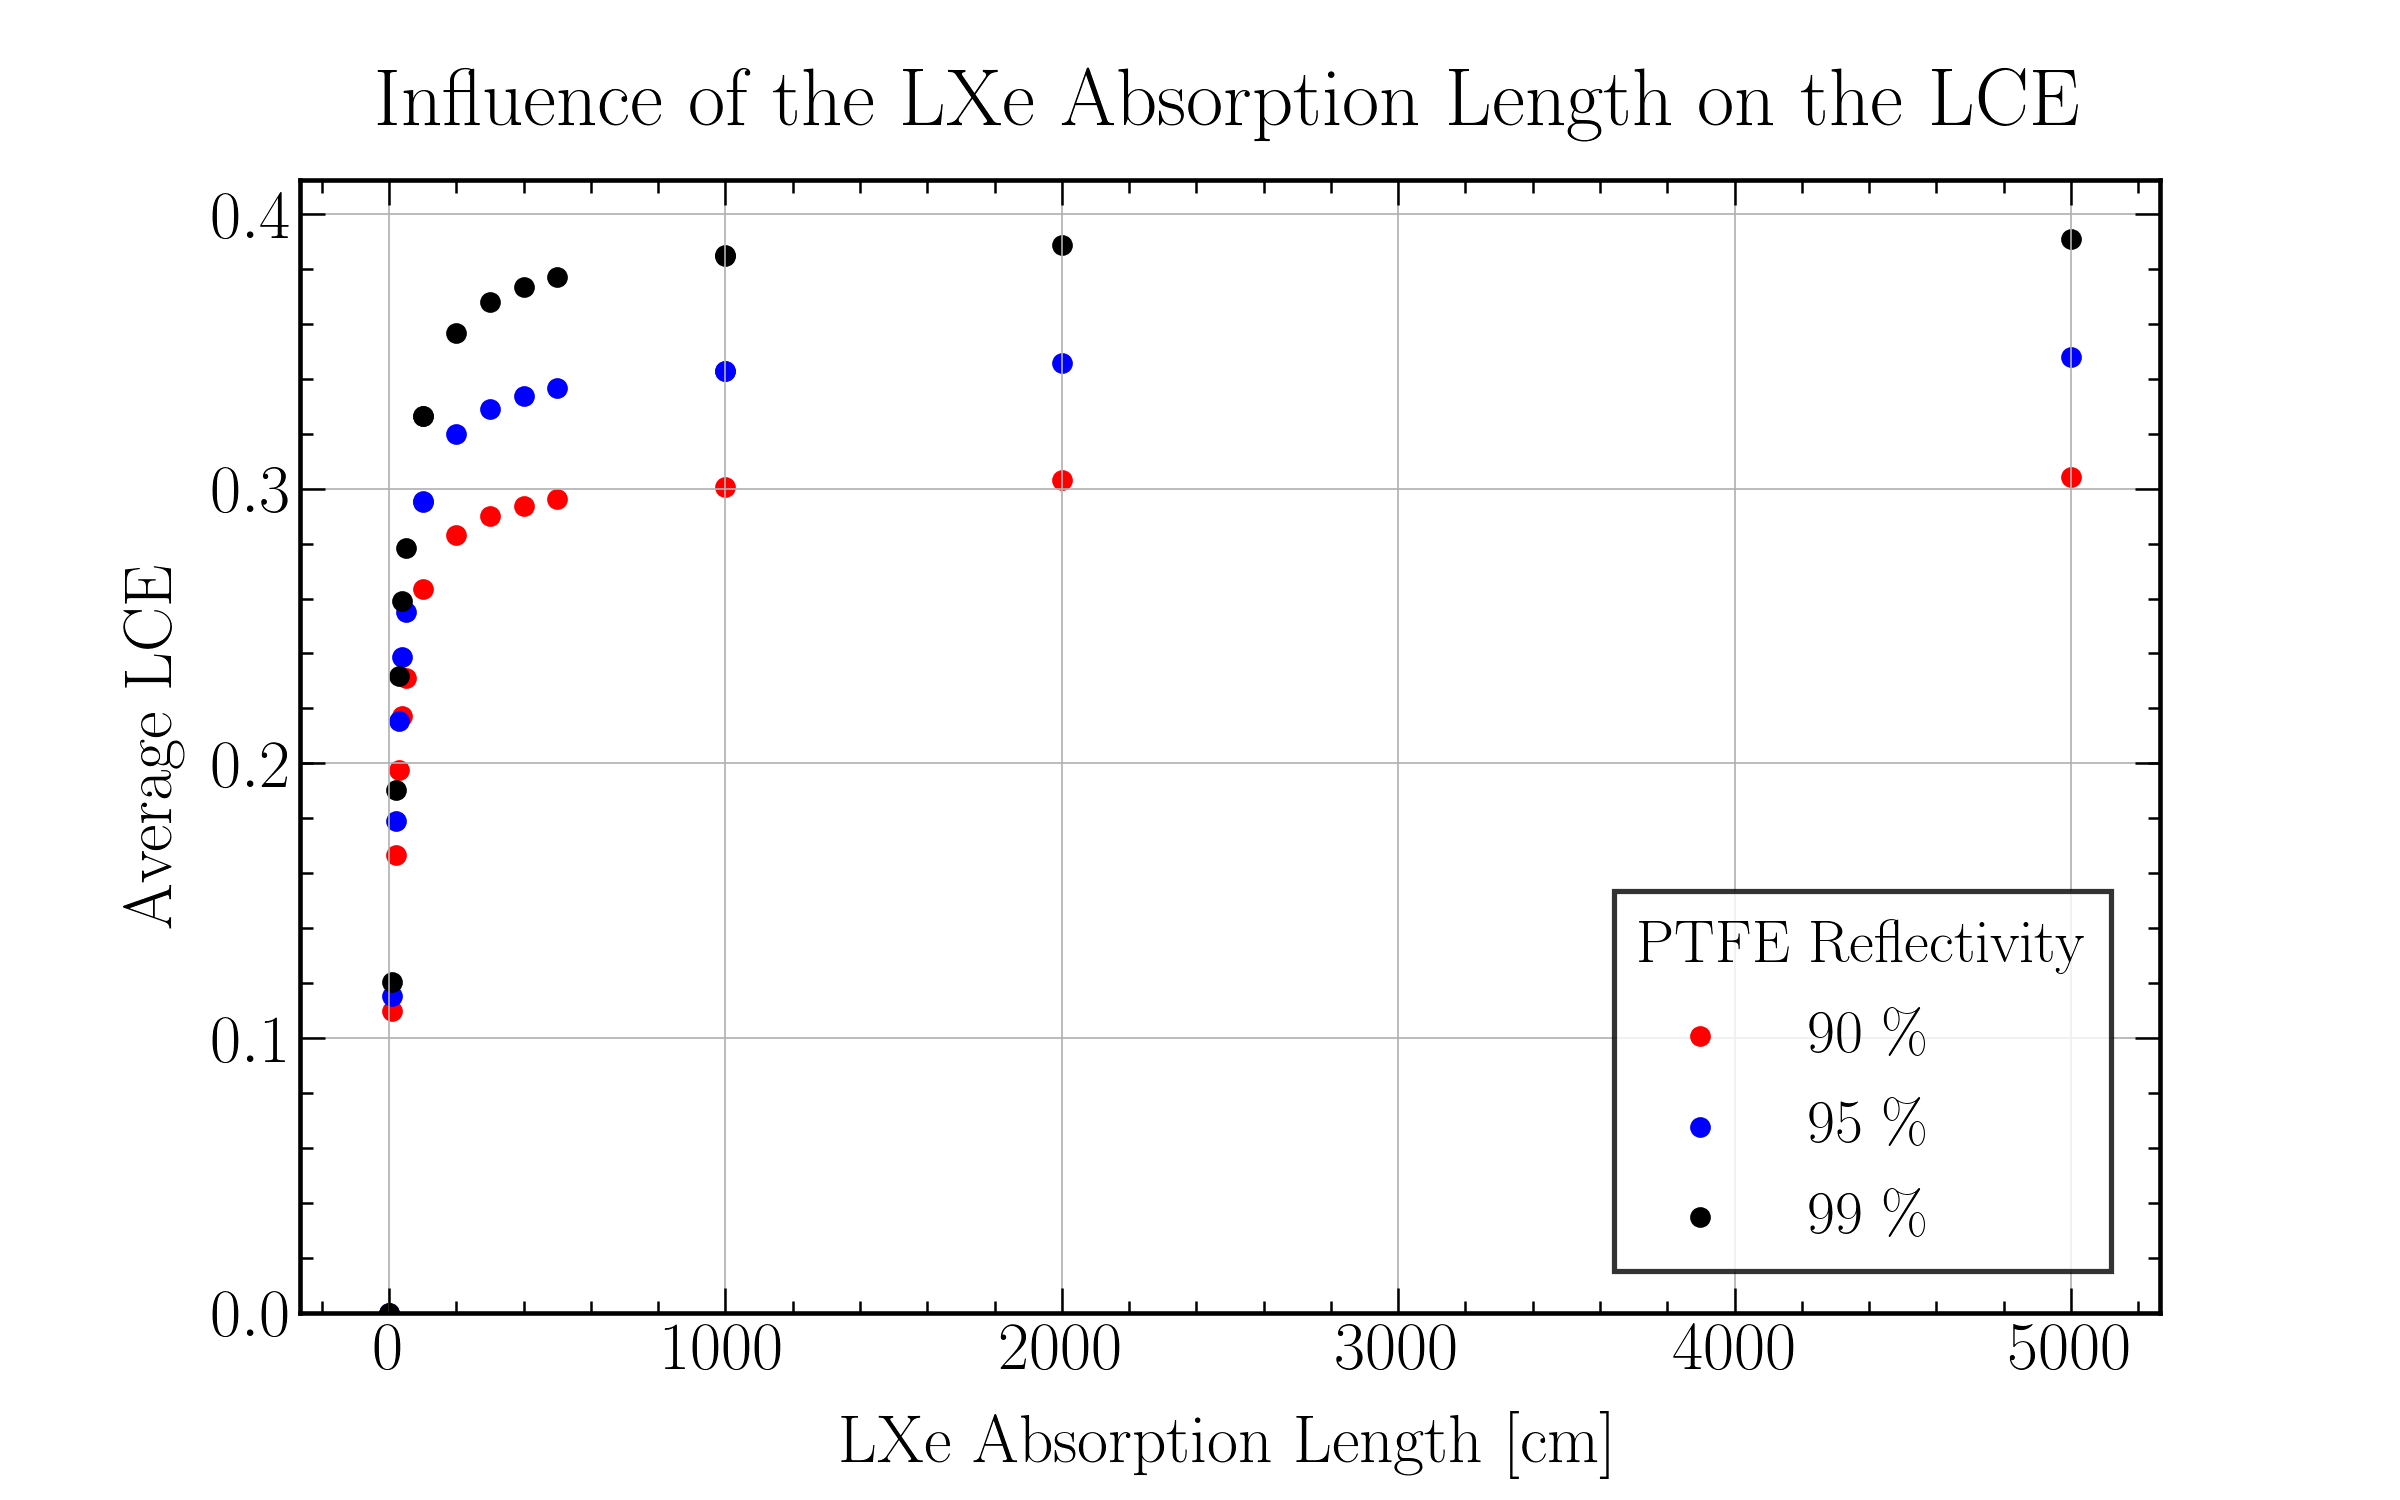 Influence of the LXe Absorption Length on the LCE
0.4
0.3
0.2
0.1
0.0
Average LCE
0 1000 2000 3000 4000 5000
LXe Absorption Length [cm]
PTFE Reflectivity
90 %
95 %
99 %